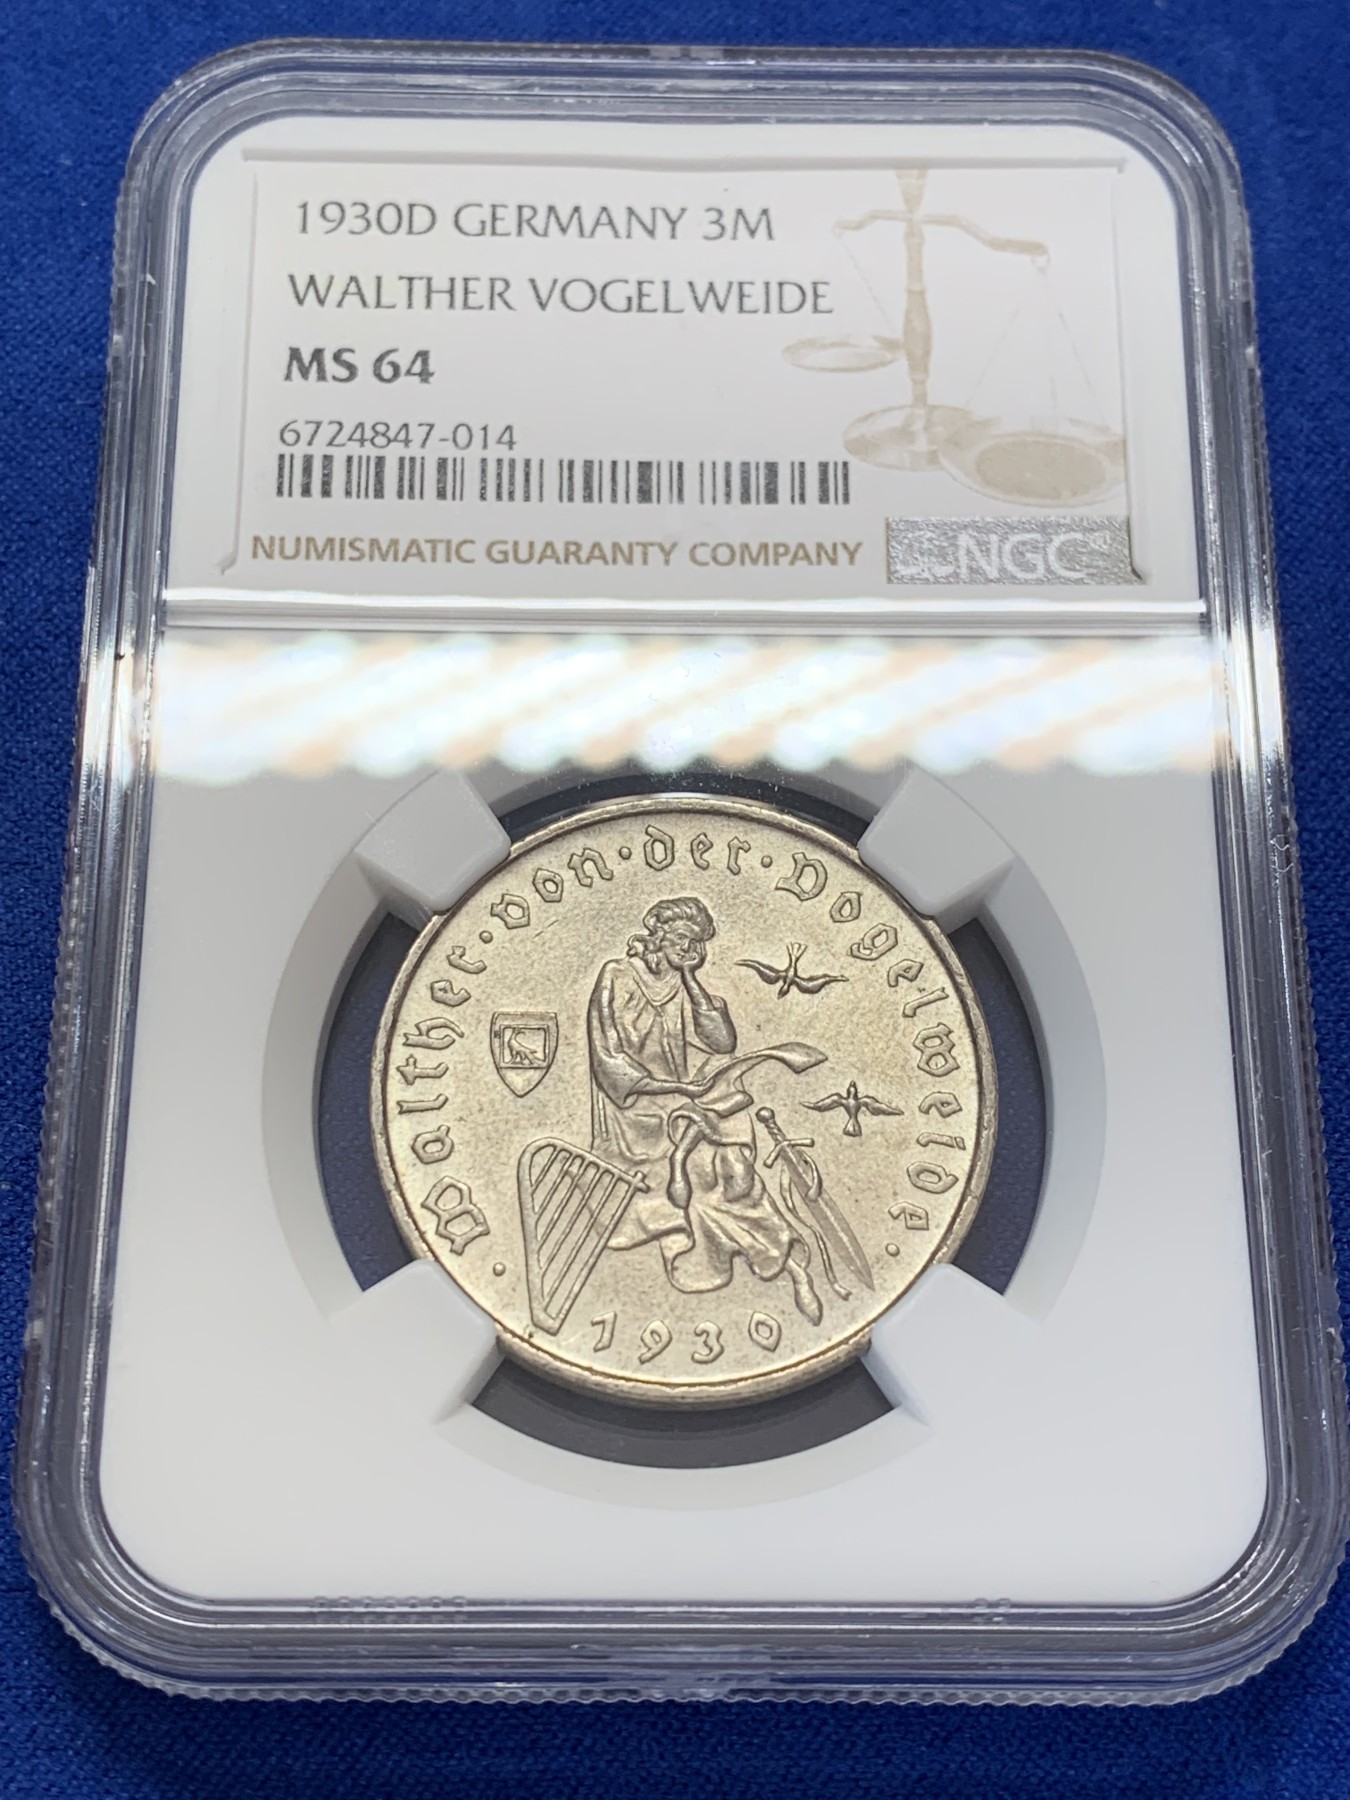 1930D GERMANY 3M
WALTHER VOGELWEIDE
MS 64
6724847-014
NUMISMATIC GUARANTY COMPANY
NGC
· Walther · von · der · Vogelweide ·
1930